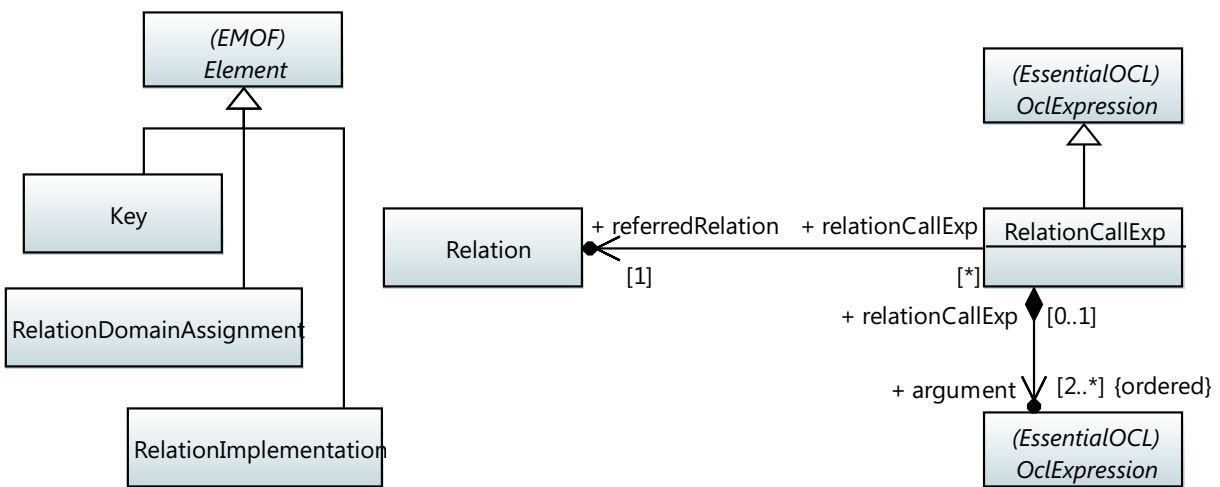 (EMOF)
Element
Key
RelationDomainAssignment
RelationImplementation
(EssentialOCL)
OclExpression
Relation
+ referredRelation
+ relationCallExp
RelationCallExp
[1]
[*]
+ relationCallExp
[0..1]
+ argument
[2..*] {ordered}
(EssentialOCL)
OclExpression